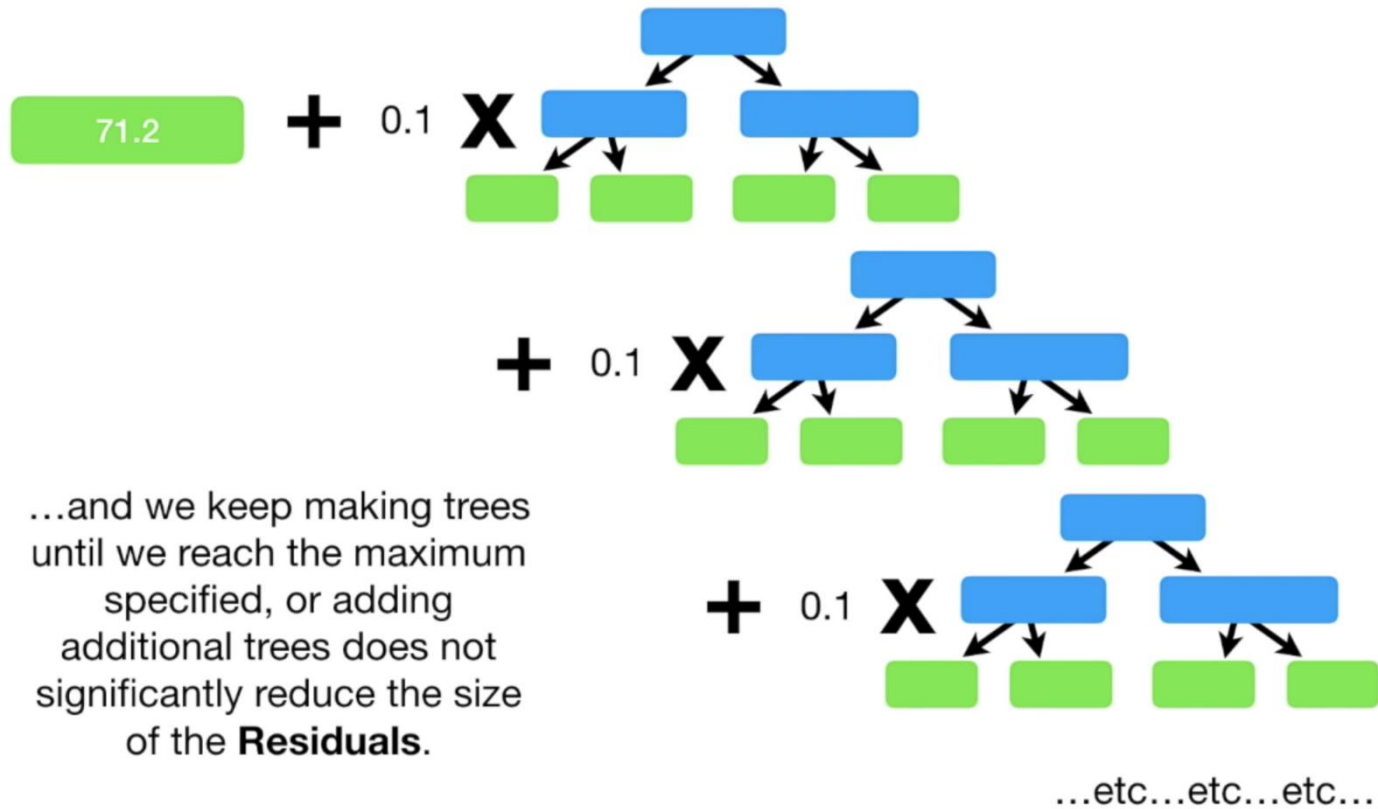 71.2 + 0.1 X
+ 0.1 X
…and we keep making trees
until we reach the maximum
specified, or adding
additional trees does not
significantly reduce the size
of the Residuals.
+ 0.1 X
…etc…etc…etc…